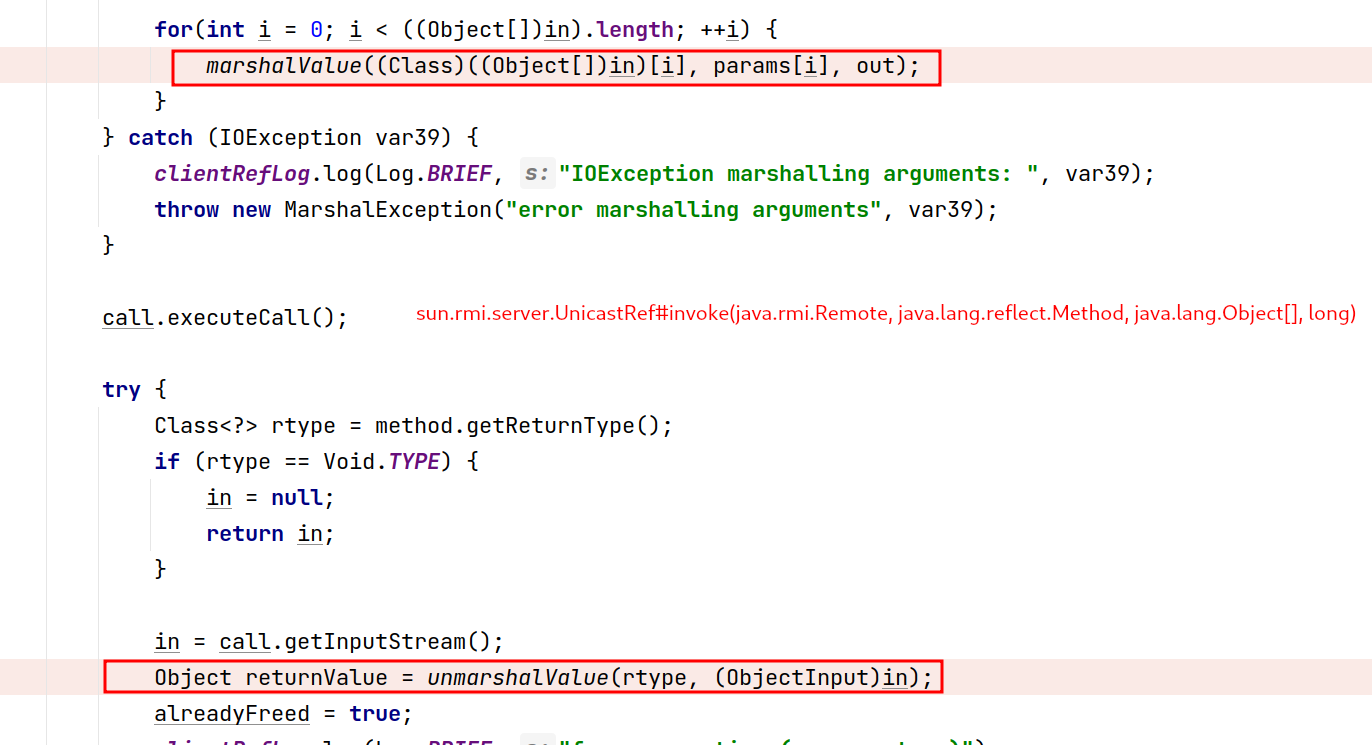 for(int i = 0; i < ((Object[])in).length; ++i) {
marshalValue((Class)((Object[])in)[i], params[i], out);
}
} catch (IOException var39) {
clientRefLog.log(Log.BRIEF, s: "IOException marshalling arguments: ", var39);
throw new MarshalException("error marshalling arguments", var39);
}
call.executeCall(); sun.rmi.server.UnicastRef#invoke(java.rmi.Remote, java.lang.reflect.Method, java.lang.Object[], long)
try {
Class<?> rtype = method.getReturnType();
if (rtype == Void.TYPE) {
in = null;
return in;
}
in = call.getInputStream();
Object returnValue = unmarshalValue(rtype, (ObjectInput)in);
alreadyFreed = true;